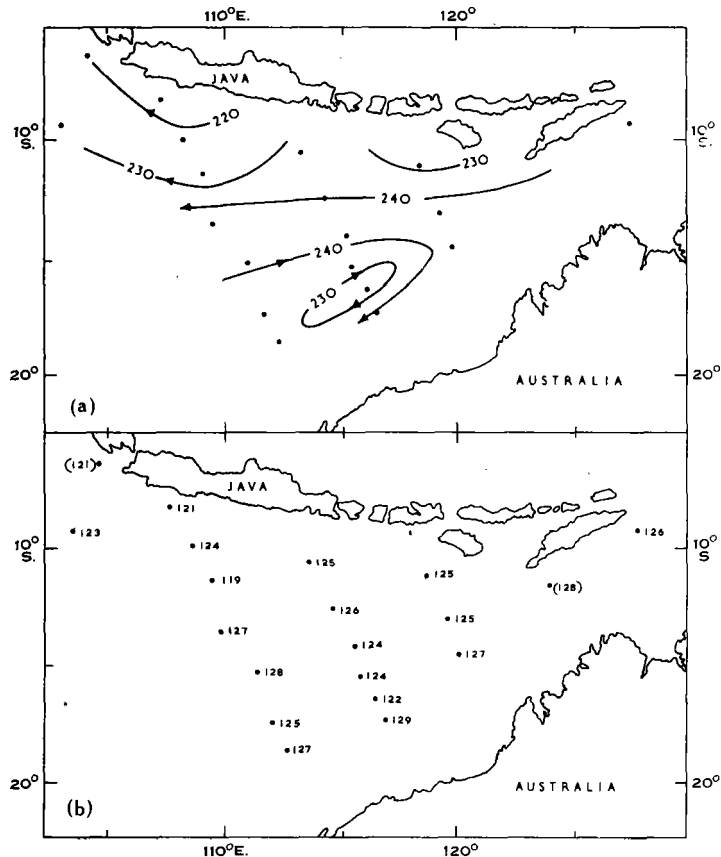 110°E. 120°
JAVA
220
10° S. 10° S.
230 230
240
240
230
20° 20°
AUSTRALIA
(a)
(121)
JAVA
121
123 126
10° S. 10° S.
124
125
119 125
(128)
126 125
127
124 127
128 124
122
125 129
127
20° 20°
AUSTRALIA
(b)
110°E. 120°